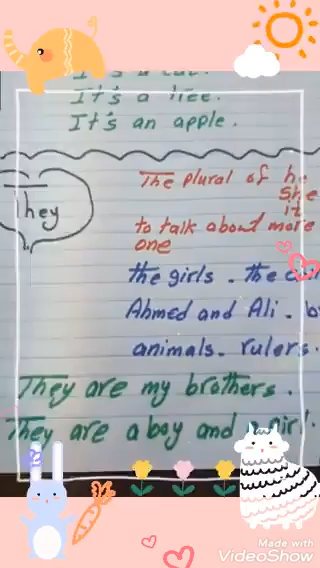 It's a tree.
It's an apple.
They
The plural of he
she
it
to talk about more
one
the girls. the
Ahmed and Ali.
animals. rulers.
They are my brothers.
They are a boy and a girl.
Made with
VideoShow